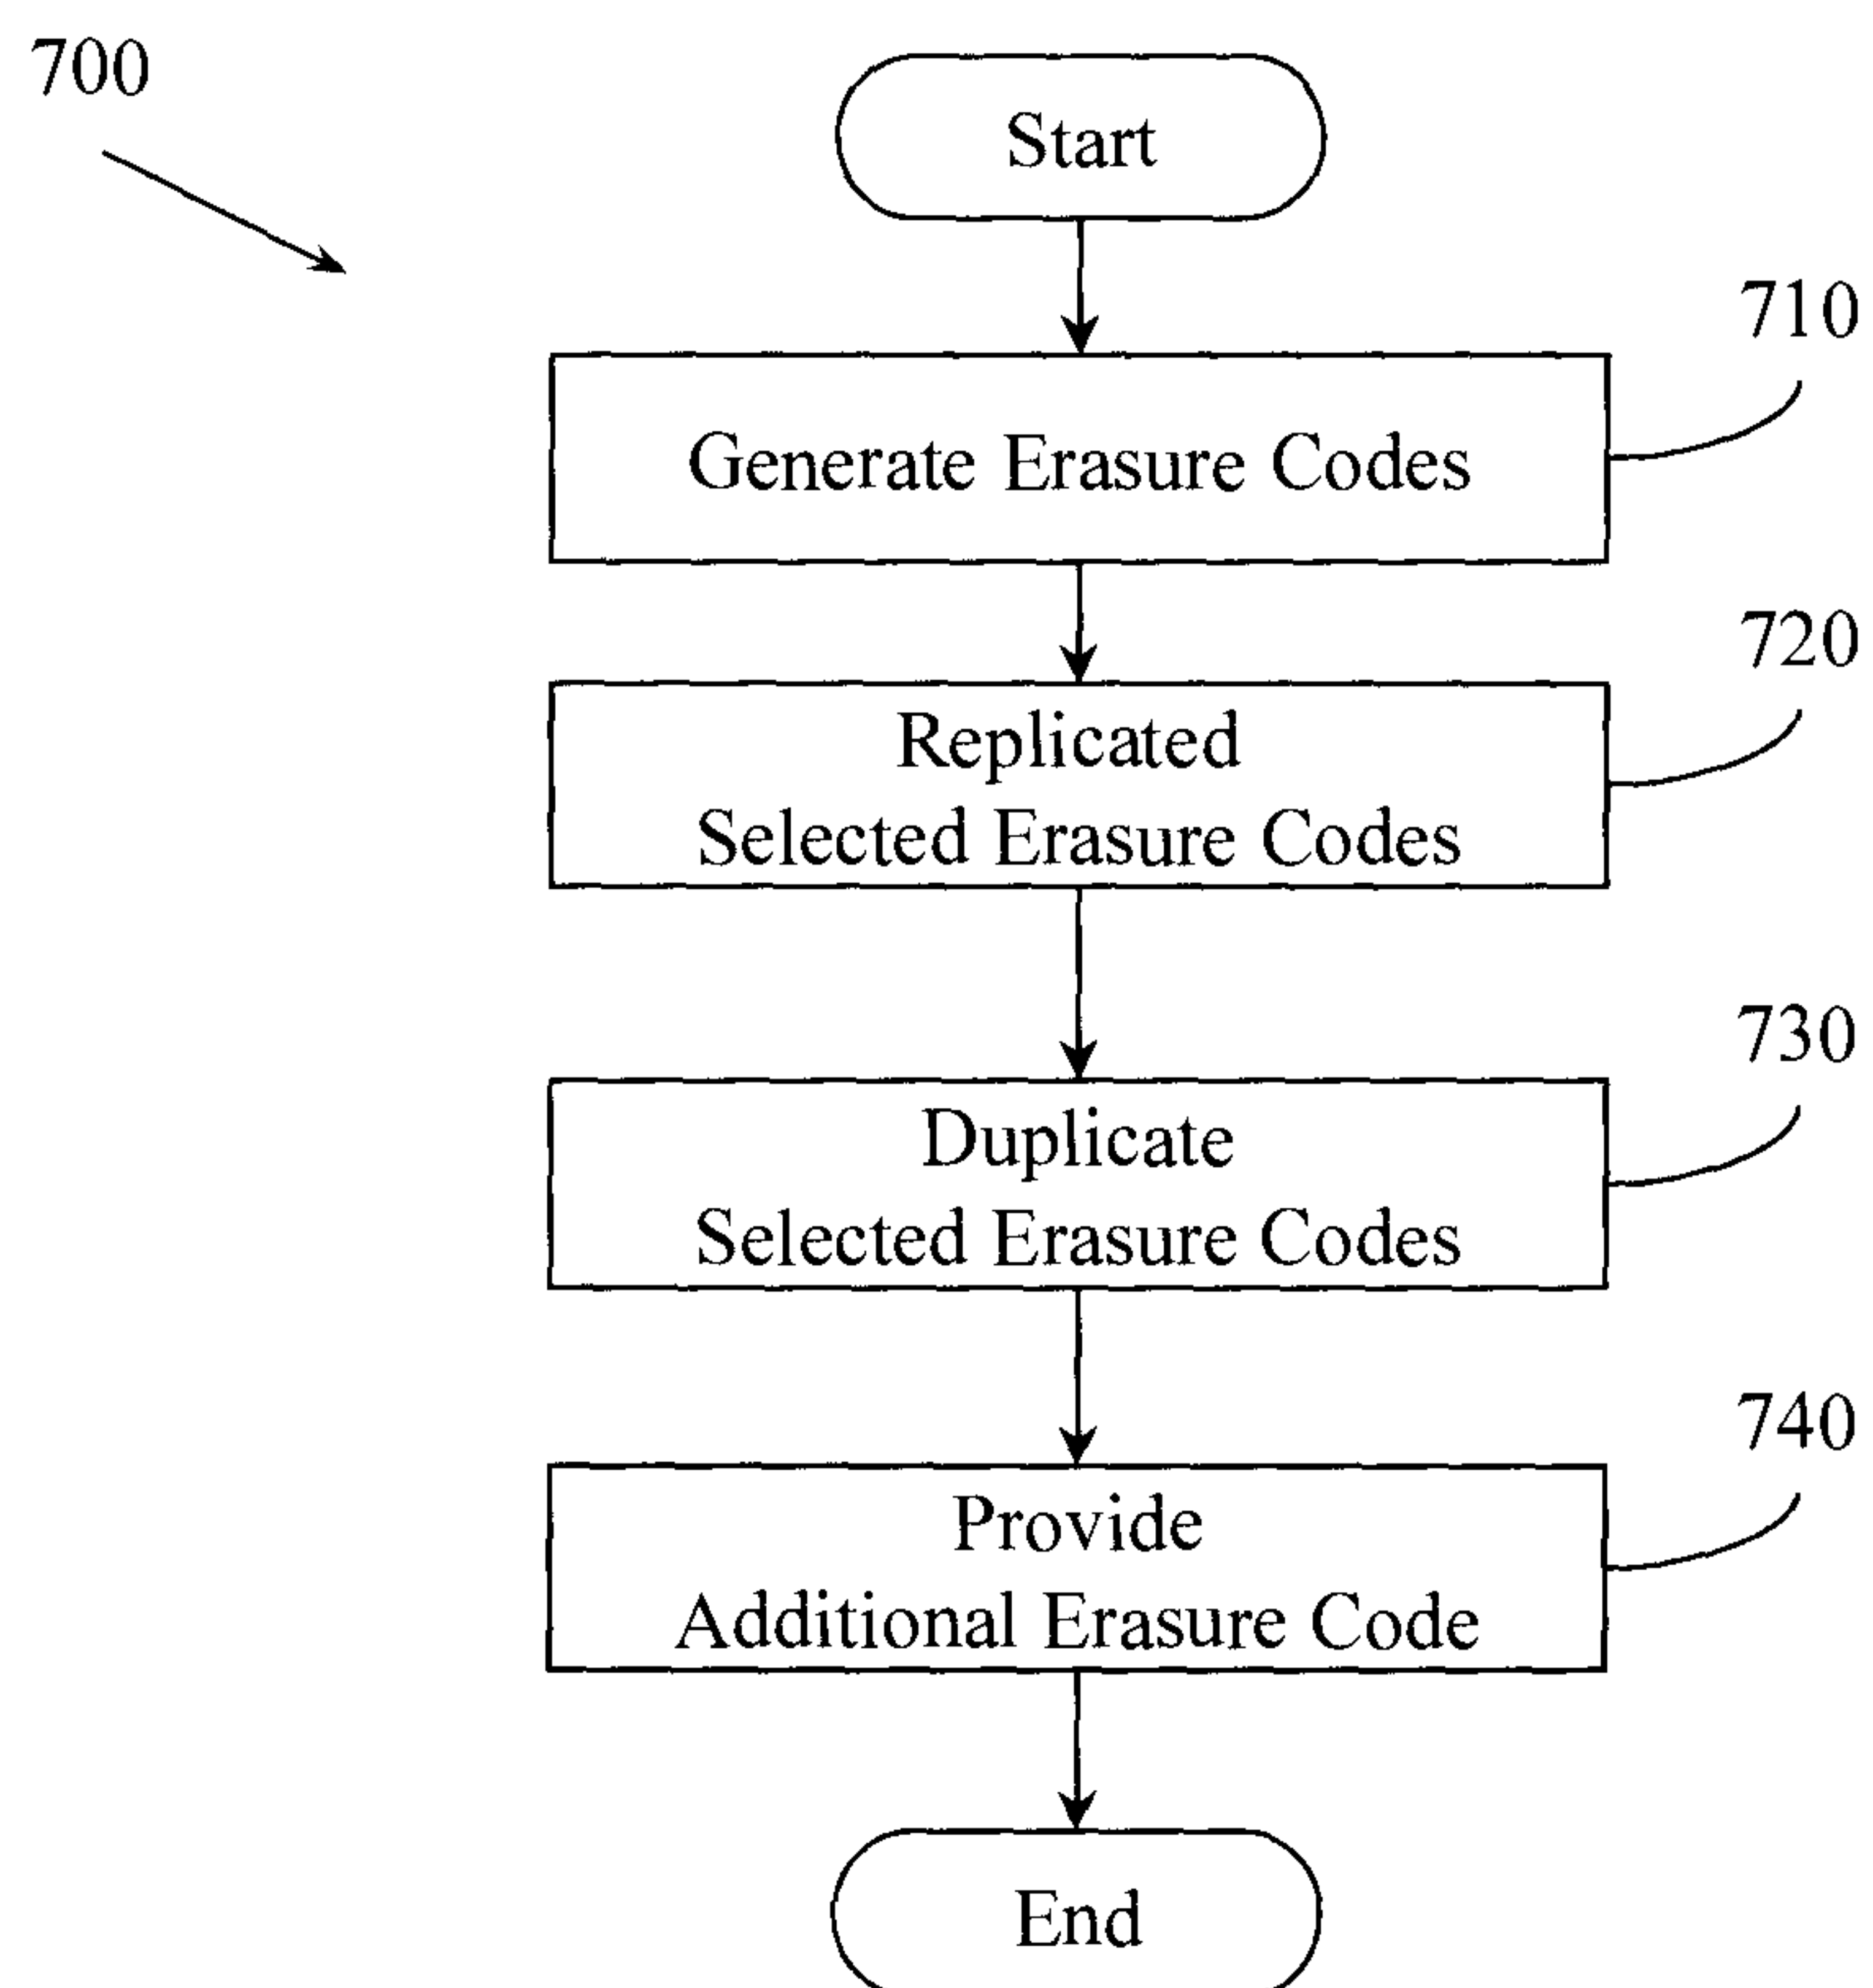 700
Start
710
Generate Erasure Codes
720
Replicated
Selected Erasure Codes
730
Duplicate
Selected Erasure Codes
740
Provide
Additional Erasure Code
End